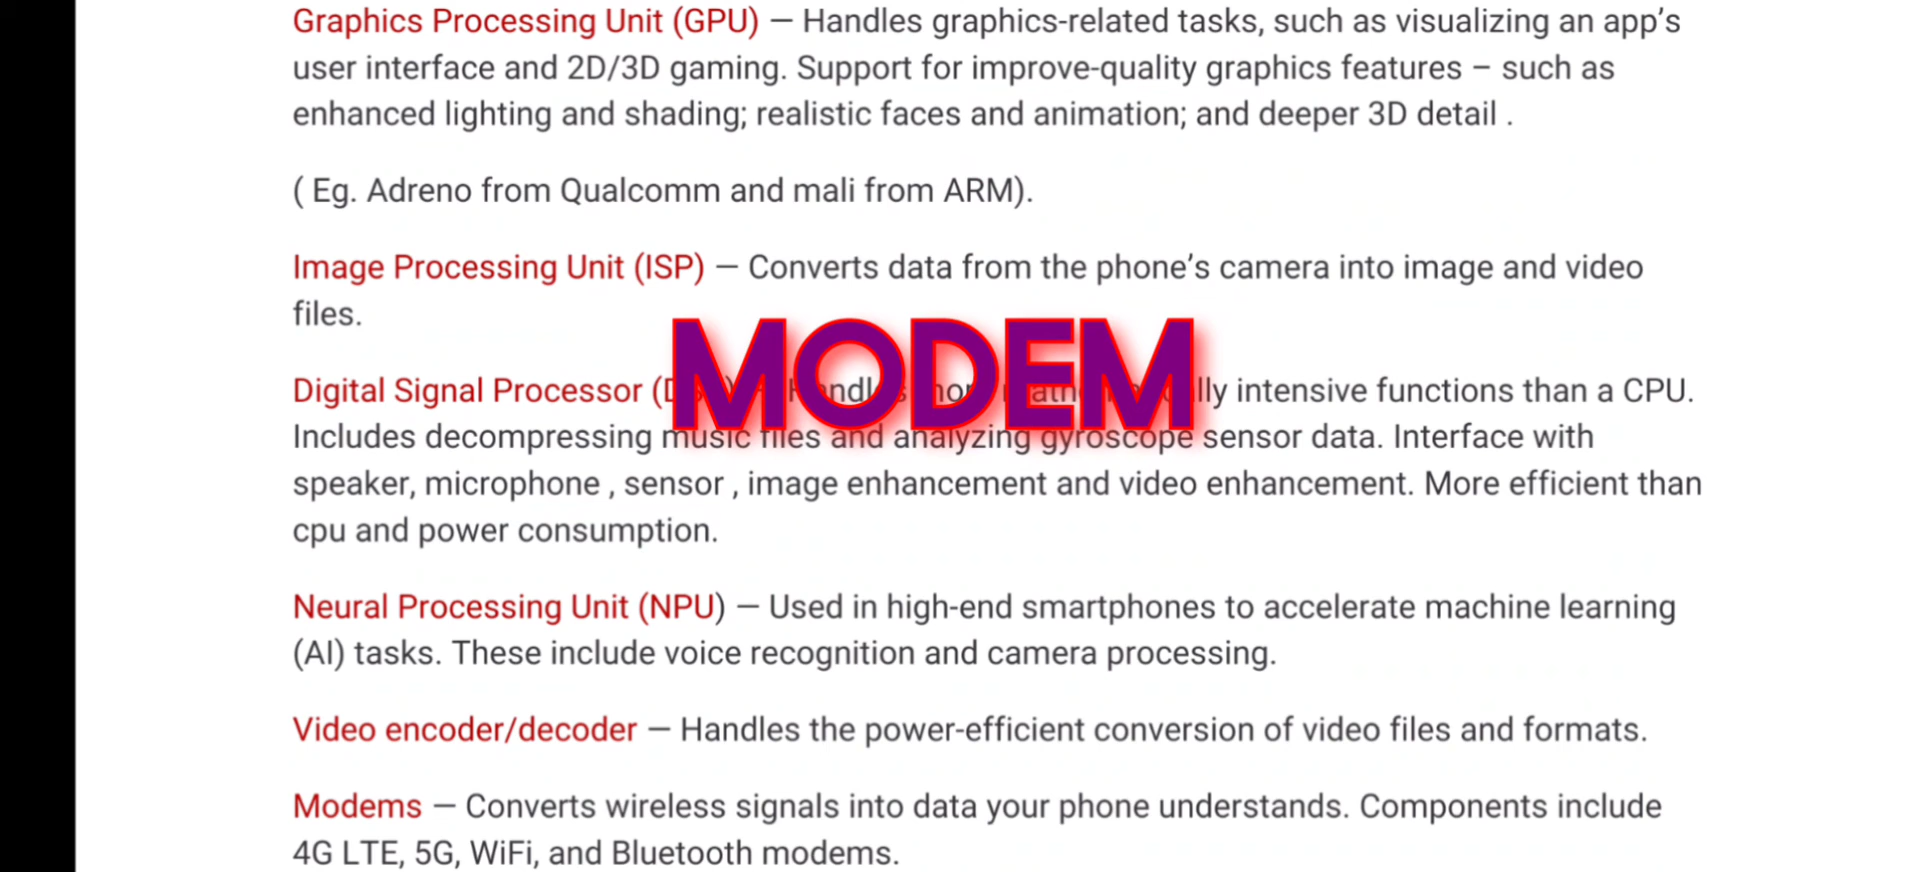 Graphics Processing Unit (GPU) — Handles graphics-related tasks, such as visualizing an app’s
user interface and 2D/3D gaming. Support for improve-quality graphics features – such as
enhanced lighting and shading; realistic faces and animation; and deeper 3D detail .
( Eg. Adreno from Qualcomm and mali from ARM).
Image Processing Unit (ISP) — Converts data from the phone’s camera into image and video
files.
MODEM
Digital Signal Processor intensive functions than a CPU.
Includes decompressing music files and analyzing gyroscope sensor data. Interface with
speaker, microphone , sensor , image enhancement and video enhancement. More efficient than
cpu and power consumption.
Neural Processing Unit (NPU) — Used in high-end smartphones to accelerate machine learning
(AI) tasks. These include voice recognition and camera processing.
Video encoder/decoder — Handles the power-efficient conversion of video files and formats.
Modems — Converts wireless signals into data your phone understands. Components include
4G LTE, 5G, WiFi, and Bluetooth modems.